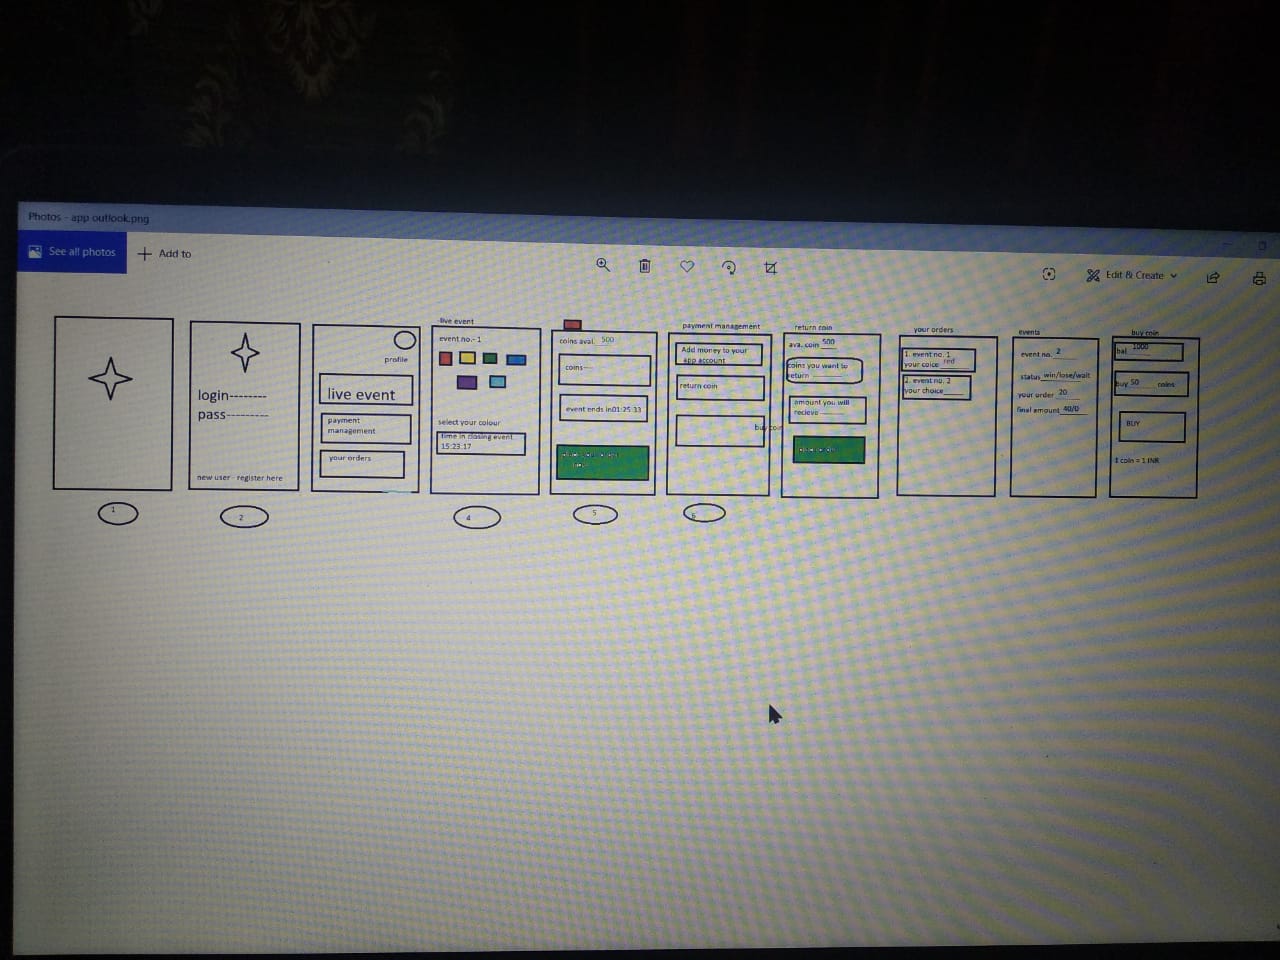 Photos - app outlook.png
See all photos
Add to
Edit & Create
1
login--------
pass---------
new user register here
2
profile
live event
payment
management
your orders
live event
event no.- 1
select your colour
time in closing event
15:23:17
4
coins aval. 500
coins----
event ends in01:25:33
5
payment management
Add money to your
app account
return coin
buy coin
6
return coin
ava. coin 500
coins you want to
return
amount you will
recieve
your orders
1. event no. 1
your coice red
2. event no. 2
your choice
events
event no. 2
status win/lose/wait
your order 20
final amount 40/0
buy coin
bal 1000
buy 50 coins
BUY
1 coin = 1 INR